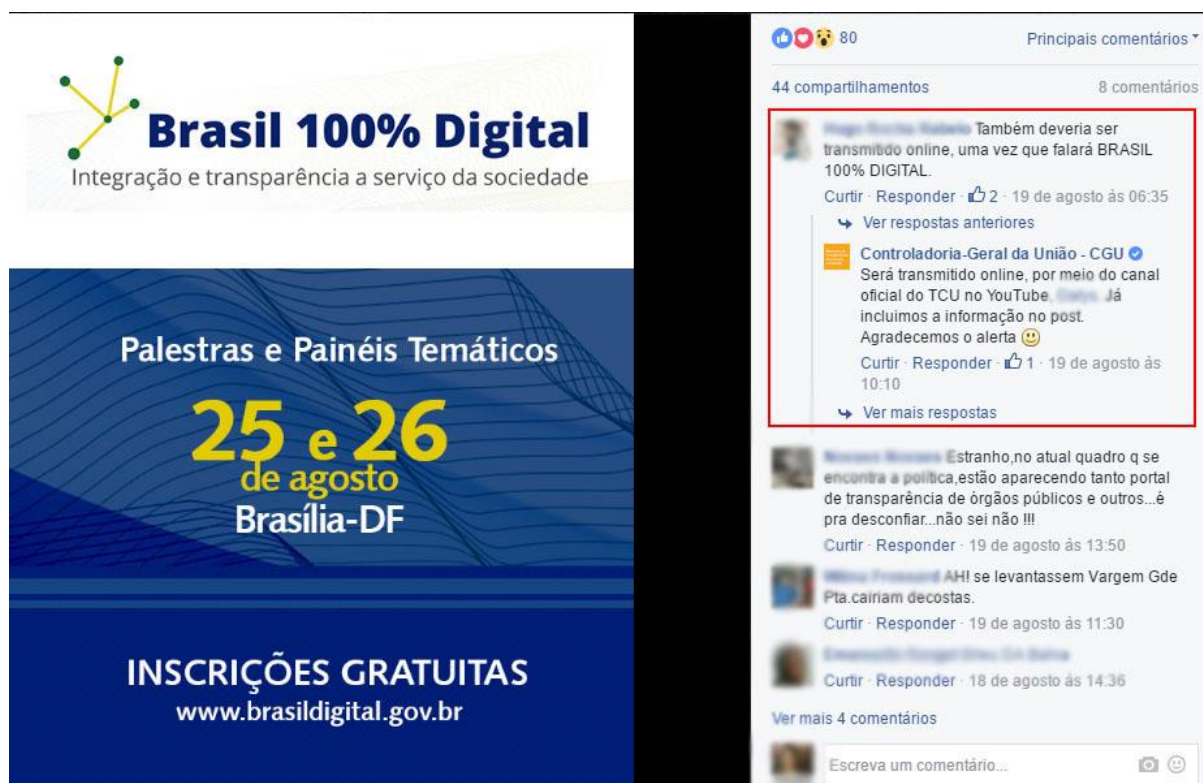 Brasil 100% Digital
Integração e transparência a serviço da sociedade
Palestras e Painéis Temáticos
25 e 26
de agosto
Brasília-DF
INSCRIÇÕES GRATUITAS
www.brasildigital.gov.br
80 Principais comentários
44 compartilhamentos 8 comentários
Também deveria ser
transmitido online, uma vez que falará BRASIL
100% DIGITAL.
Curtir · Responder · 2 · 19 de agosto às 06:35
Ver respostas anteriores
Controladoria-Geral da União - CGU
Será transmitido online, por meio do canal
oficial do TCU no YouTube, Já
incluimos a informação no post.
Agradecemos o alerta
Curtir · Responder · 1 · 19 de agosto às
10:10
Ver mais respostas
Estranho,no atual quadro q se
encontra a política,estão aparecendo tanto portal
de transparência de órgãos públicos e outros...é
pra desconfiar...não sei não !!!
Curtir · Responder · 19 de agosto às 13:50
AH! se levantassem Vargem Gde
Pta.cairiam decostas.
Curtir · Responder · 19 de agosto às 11:30
Curtir · Responder · 18 de agosto às 14:36
Ver mais 4 comentários
Escreva um comentário...